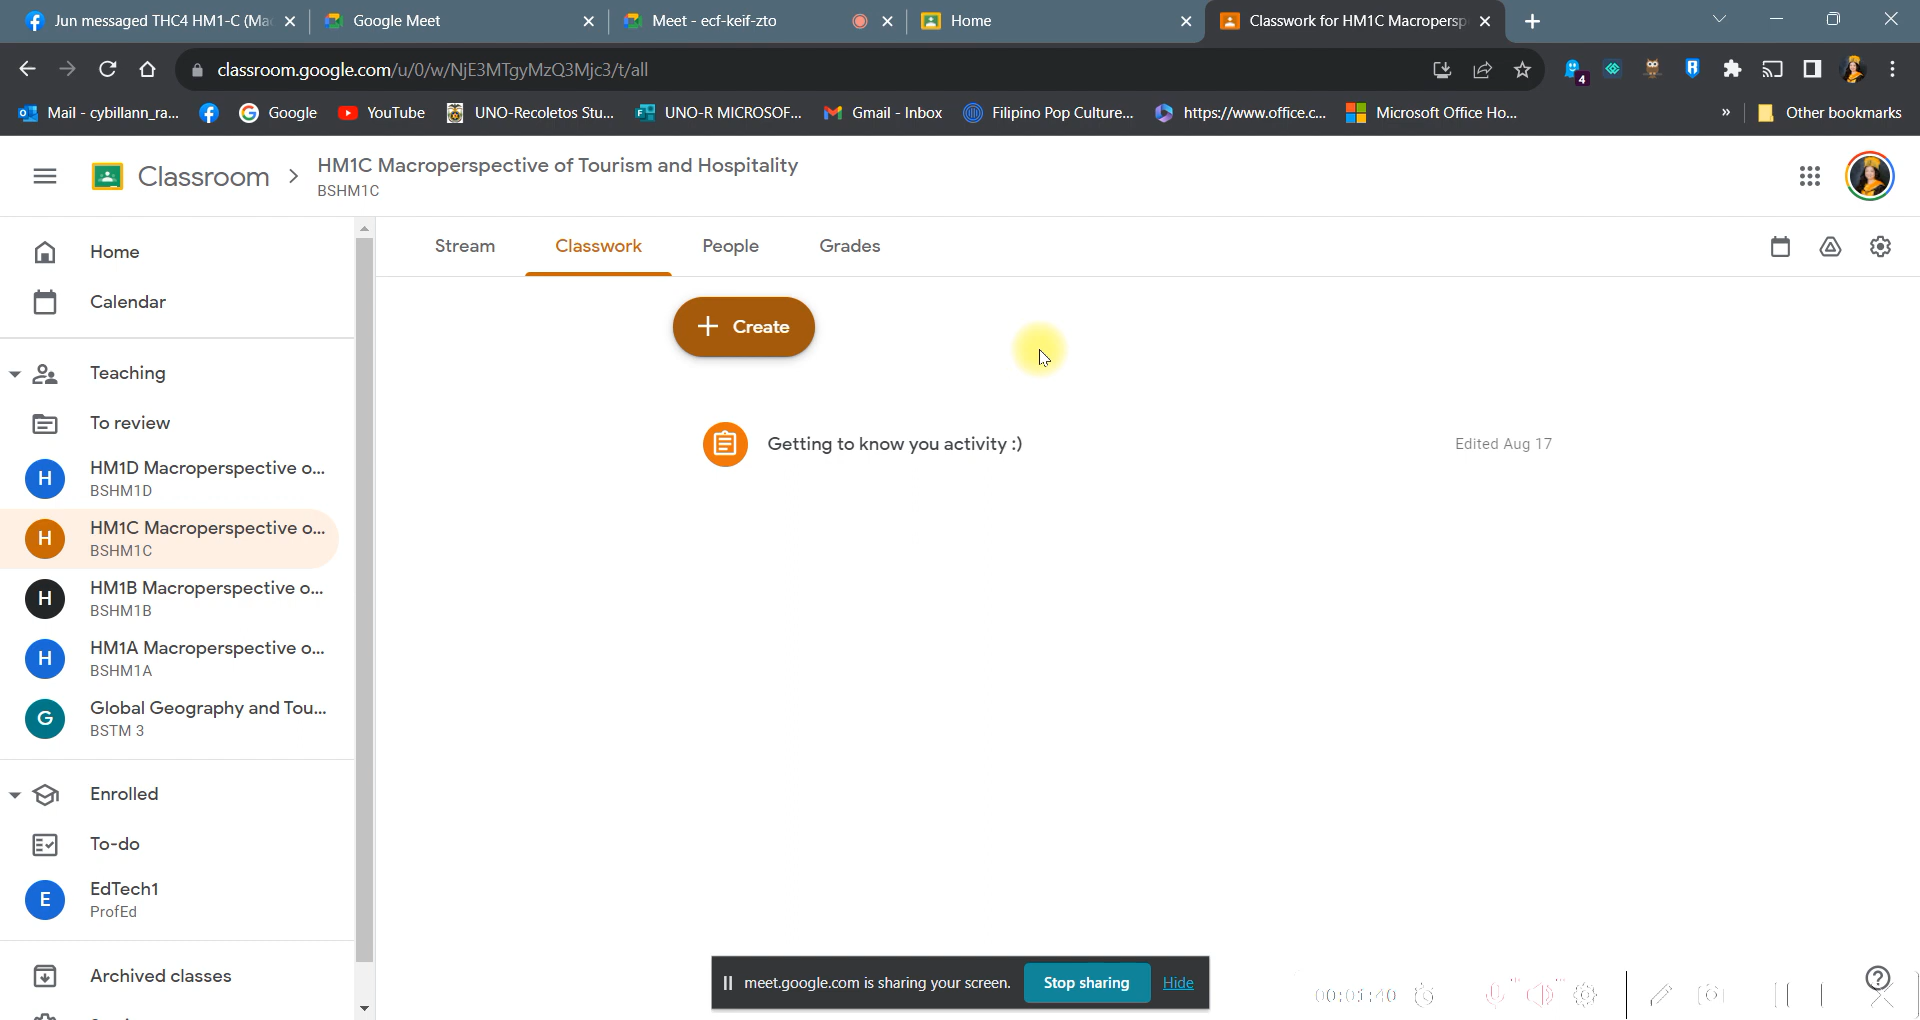 Jun messaged THC4 HM1-C (Ma
Google Meet
Meet - ecf-keif-zto
Home
Classwork for HM1C Macropersp
classroom.google.com/u/0/w/NjE3MTgyMzQ3Mjc3/t/all
4
Mail - cybillann_ra...
Google
YouTube
UNO-Recoletos Stu...
UNO-R MICROSOF...
Gmail - Inbox
Filipino Pop Culture...
https://www.office.c...
Microsoft Office Ho...
»
Other bookmarks
Classroom
HM1C Macroperspective of Tourism and Hospitality
BSHM1C
Home
Calendar
Teaching
To review
H
HM1D Macroperspective o...
BSHM1D
H
HM1C Macroperspective o...
BSHM1C
H
HM1B Macroperspective o...
BSHM1B
H
HM1A Macroperspective o...
BSHM1A
G
Global Geography and Tou...
BSTM 3
Enrolled
To-do
E
EdTech1
ProfEd
Archived classes
Stream
Classwork
People
Grades
+ Create
Getting to know you activity :)
Edited Aug 17
meet.google.com is sharing your screen.
Stop sharing
Hide
00:01:40